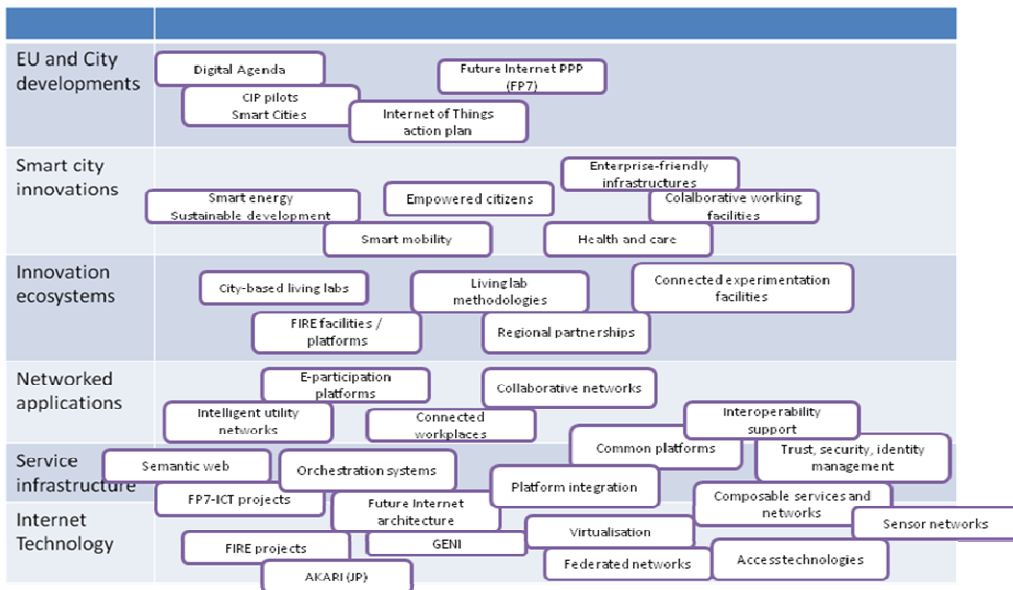 EU and City
developments
Digital Agenda
Future Internet PPP
(FP7)
CIP pilots
Smart Cities
Internet of Things
action plan
Smart city
innovations
Enterprise-friendly
infrastructures
Smart energy
Sustainable development
Empowered citizens
Colaborative working
facilities
Smart mobility
Health and care
Innovation
ecosystems
City-based living labs
Living lab
methodologies
Connected experimentation
facilities
FIRE facilities /
platforms
Regional partnerships
Networked
applications
E-participation
platforms
Collaborative networks
Intelligent utility
networks
Connected
workplaces
Interoperability
support
Common platforms
Trust, security, identity
management
Service
infrastructure
Semantic web
Orchestration systems
Platform integration
FP7-ICT projects
Future Internet
architecture
Composable services and
networks
Sensor networks
Internet
Technology
Virtualisation
FIRE projects
GENI
Federated networks
Access technologies
AKARI (JP)